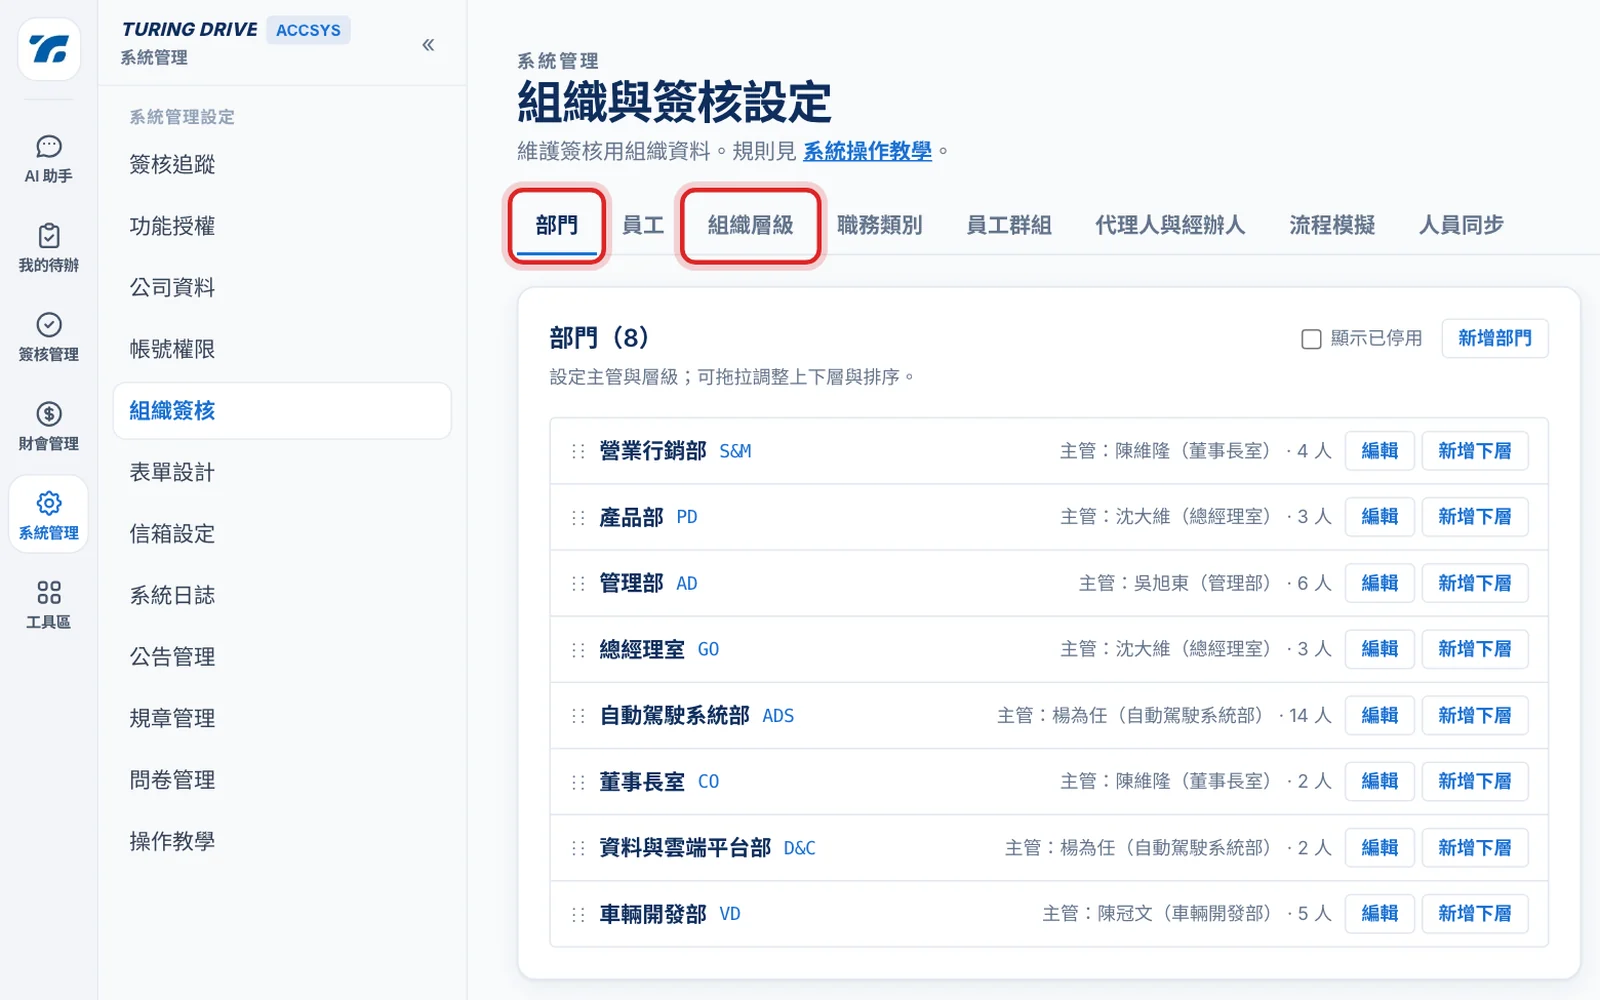 TURING DRIVE ACCSYS
系統管理
«
AI 助手
我的待辦
簽核管理
財會管理
系統管理
工具區
系統管理設定
簽核追蹤
功能授權
公司資料
帳號權限
組織簽核
表單設計
信箱設定
系統日誌
公告管理
規章管理
問卷管理
操作教學
系統管理
組織與簽核設定
維護簽核用組織資料。規則見 系統操作教學。
部門 員工 組織層級 職務類別 員工群組 代理人與經辦人 流程模擬 人員同步
部門（8） 顯示已停用 新增部門
設定主管與層級；可拖拉調整上下層與排序。
營業行銷部 S&M 主管：陳維隆（董事長室） · 4 人 編輯 新增下層
產品部 PD 主管：沈大維（總經理室） · 3 人 編輯 新增下層
管理部 AD 主管：吳旭東（管理部） · 6 人 編輯 新增下層
總經理室 GO 主管：沈大維（總經理室） · 3 人 編輯 新增下層
自動駕駛系統部 ADS 主管：楊為任（自動駕駛系統部） · 14 人 編輯 新增下層
董事長室 CO 主管：陳維隆（董事長室） · 2 人 編輯 新增下層
資料與雲端平台部 D&C 主管：楊為任（自動駕駛系統部） · 2 人 編輯 新增下層
車輛開發部 VD 主管：陳冠文（車輛開發部） · 5 人 編輯 新增下層